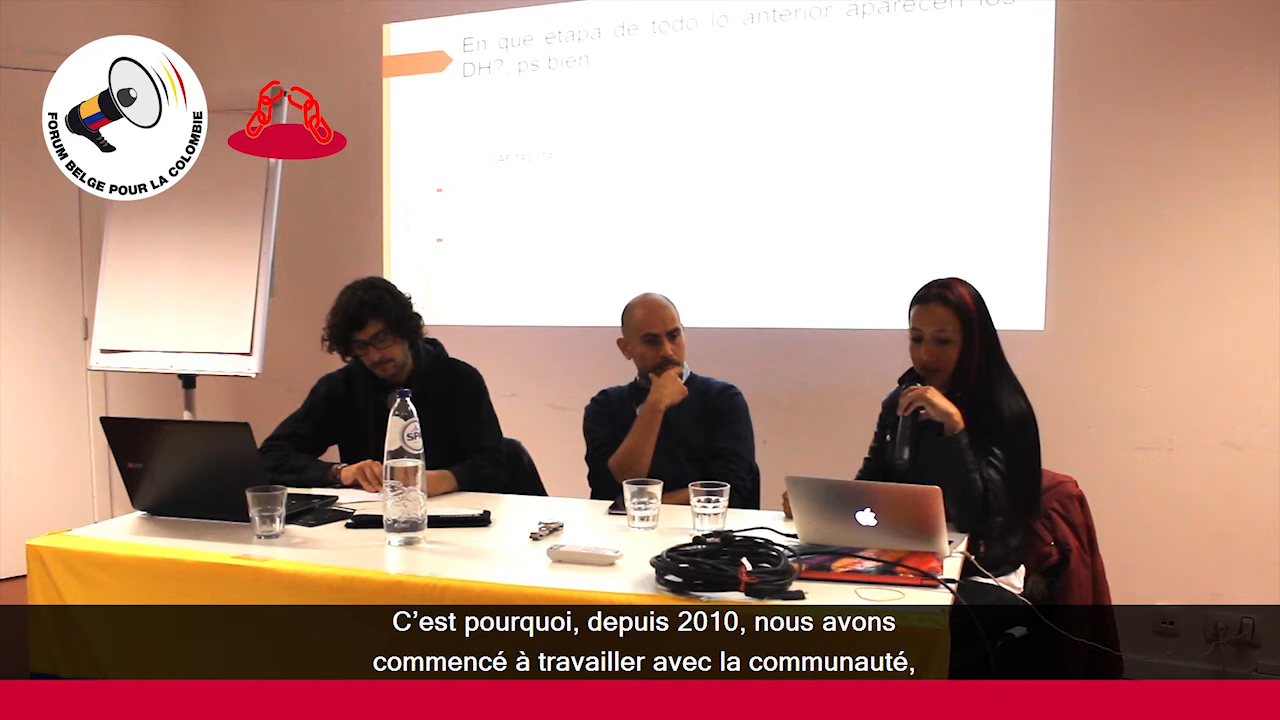 En que etapa de todo lo anterior aparecen los
DH?. ps bien
FORUM BELGE POUR LA COLOMBIE
SPA
C’est pourquoi, depuis 2010, nous avons
commencé à travailler avec la communauté,